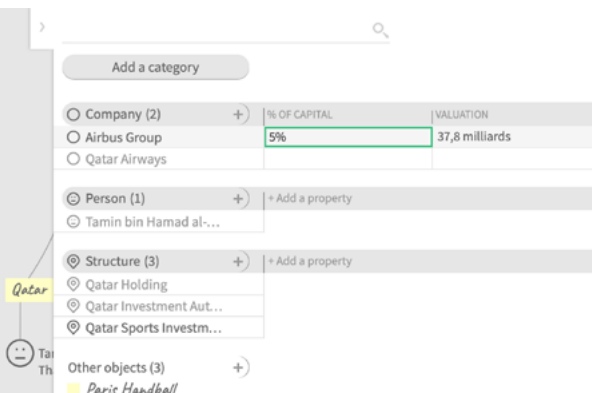 Add a category
Company (2) +) % OF CAPITAL VALUATION
Airbus Group 5% 37,8 milliards
Qatar Airways
Person (1) +) + Add a property
Tamin bin Hamad al-...
Structure (3) +) + Add a property
Qatar
Qatar Holding
Qatar Investment Aut...
Qatar Sports Investm...
Tar
Th
Other objects (3) +)
Paris Handball